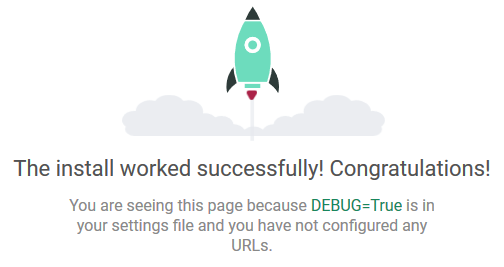 The install worked successfully! Congratulations!
You are seeing this page because DEBUG=True is in
your settings file and you have not configured any
URLs.